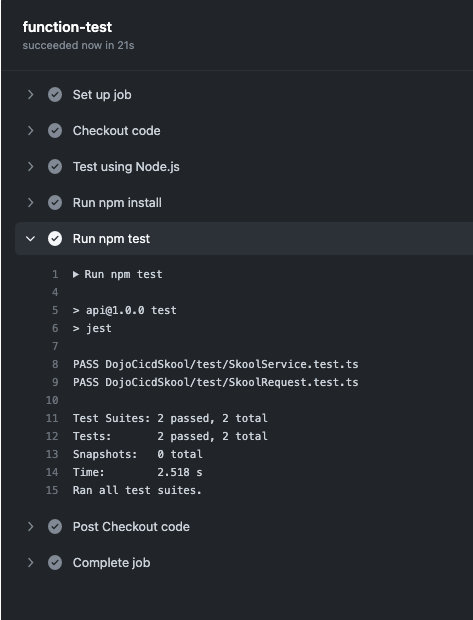 function-test
succeeded now in 21s
Set up job
Checkout code
Test using Node.js
Run npm install
Run npm test
1 ▶ Run npm test
4
5 > api@1.0.0 test
6 > jest
7
8 PASS DojoCicdSkool/test/SkoolService.test.ts
9 PASS DojoCicdSkool/test/SkoolRequest.test.ts
10
11 Test Suites: 2 passed, 2 total
12 Tests:       2 passed, 2 total
13 Snapshots:   0 total
14 Time:        2.518 s
15 Ran all test suites.
Post Checkout code
Complete job